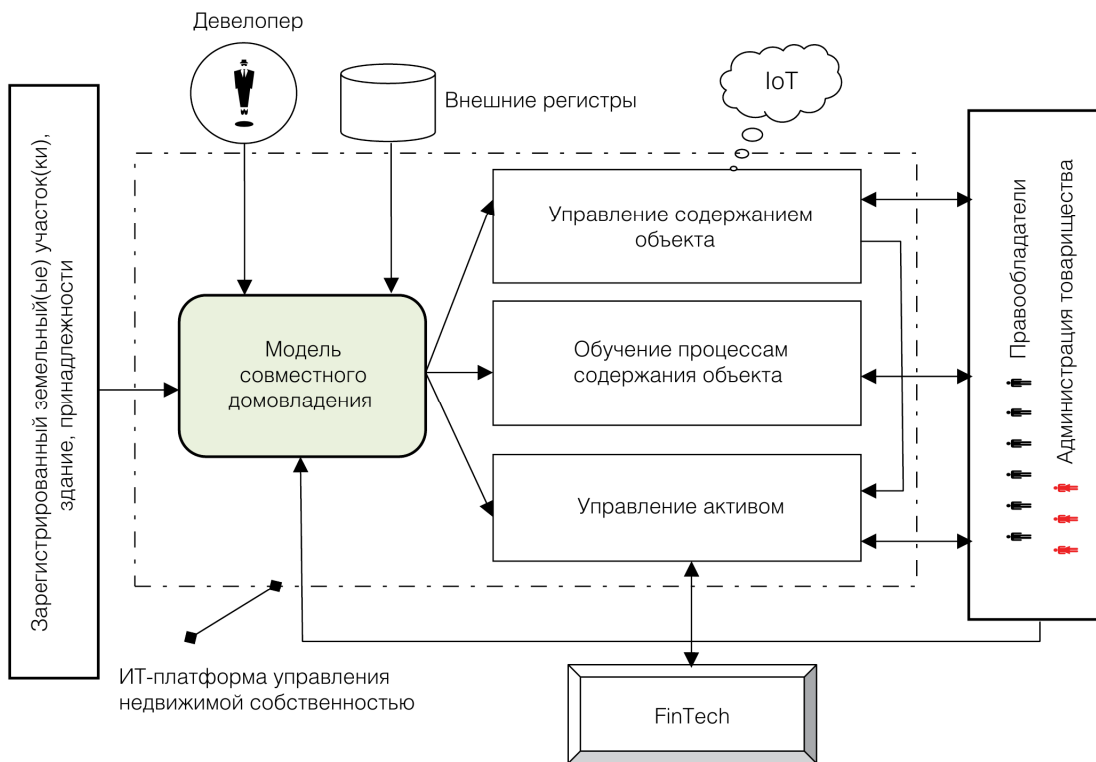 Девелопер
Внешние регистры
IoT
Зарегистрированный земельный(ые) участок(ки),
здание, принадлежности
Модель
совместного
домовладения
Управление содержанием
объекта
Обучение процессам
содержания объекта
Управление активом
Правообладатели
Администрация товарищества
ИТ-платформа управления
недвижимой собственностью
FinTech